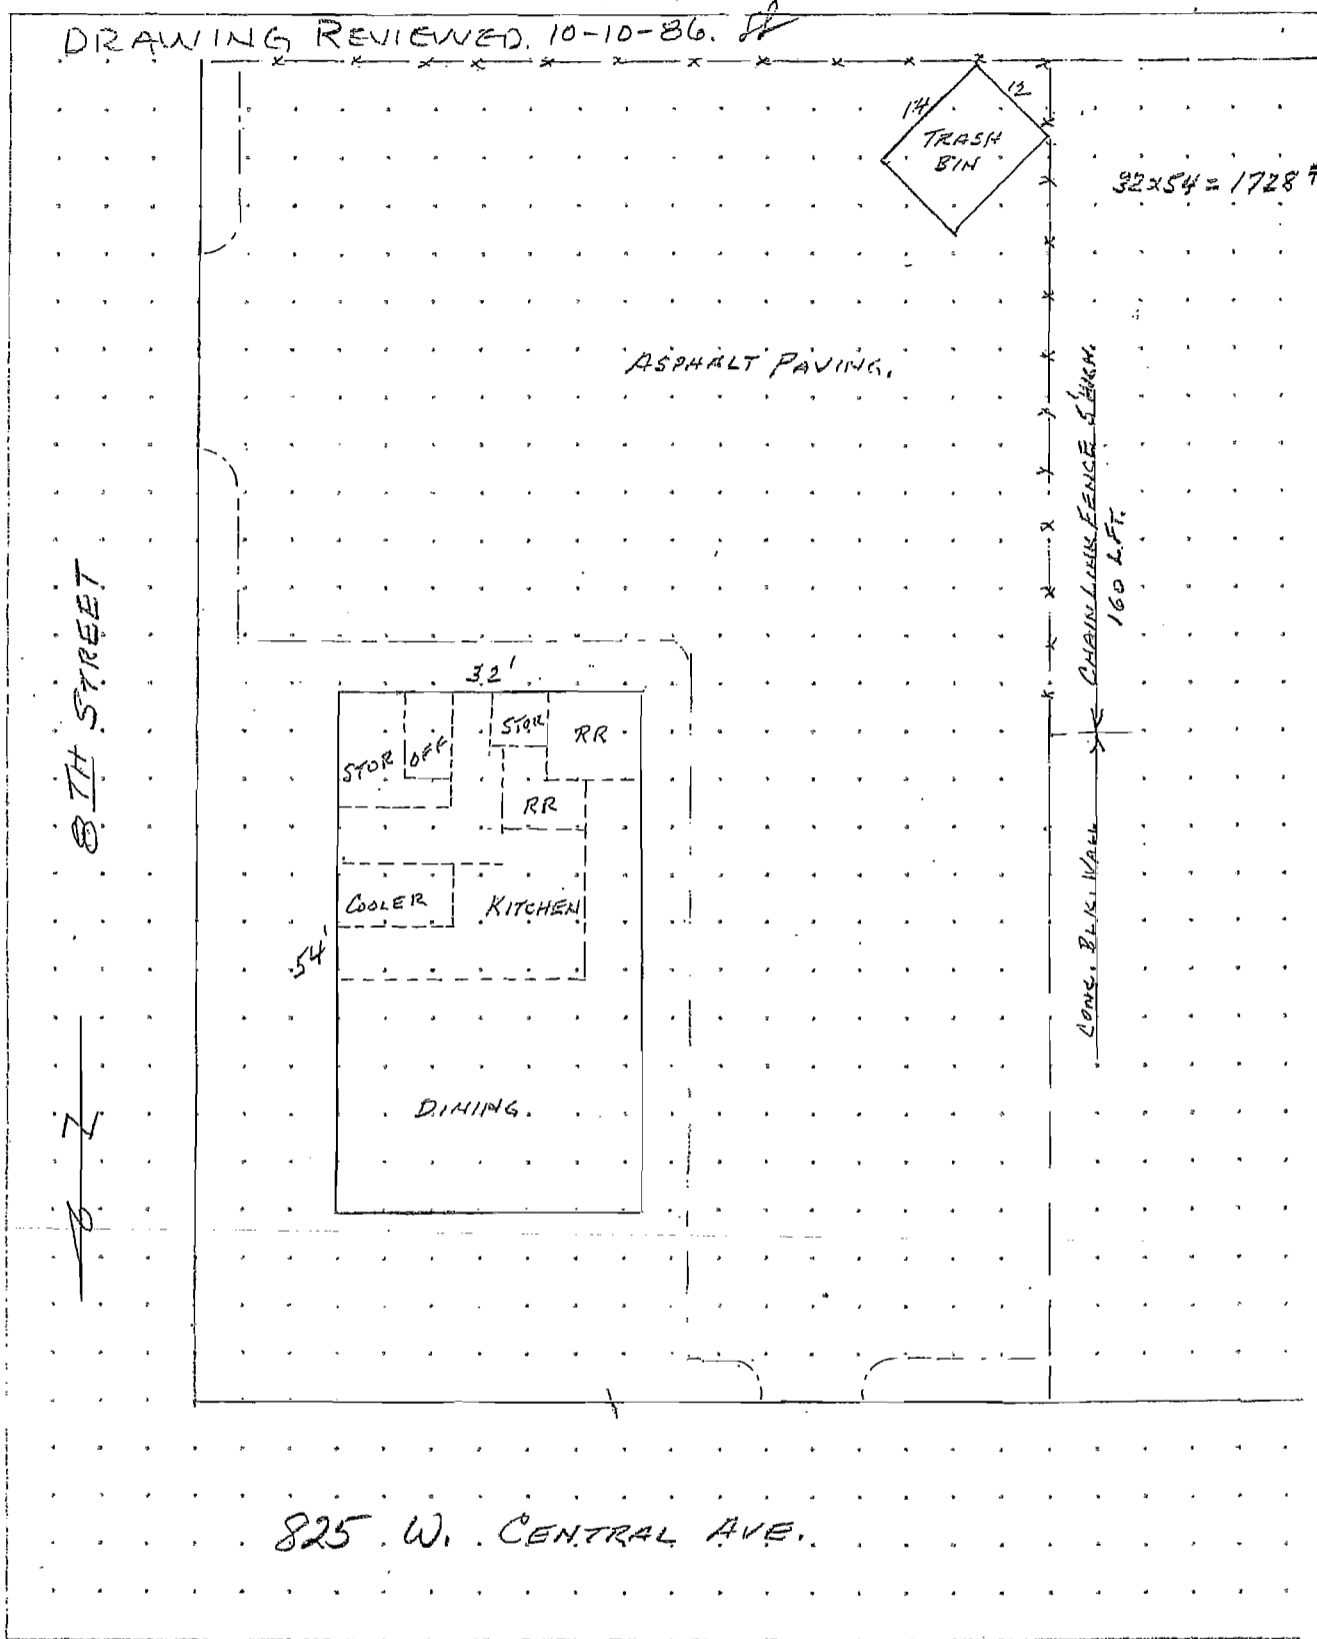 DRAWING REVIEWED. 10-10-86.
14
12
TRASH
BIN
32x54 = 1728
ASPHALT PAVING.
CHAIN LINK FENCE 5' HIGH.
160 L.FT.
8TH STREET
32'
STOR
OFF
STOR
RR
RR
COOLER
KITCHEN
54'
CONC. BLK. WALL
DINING.
N
825 W. CENTRAL AVE.